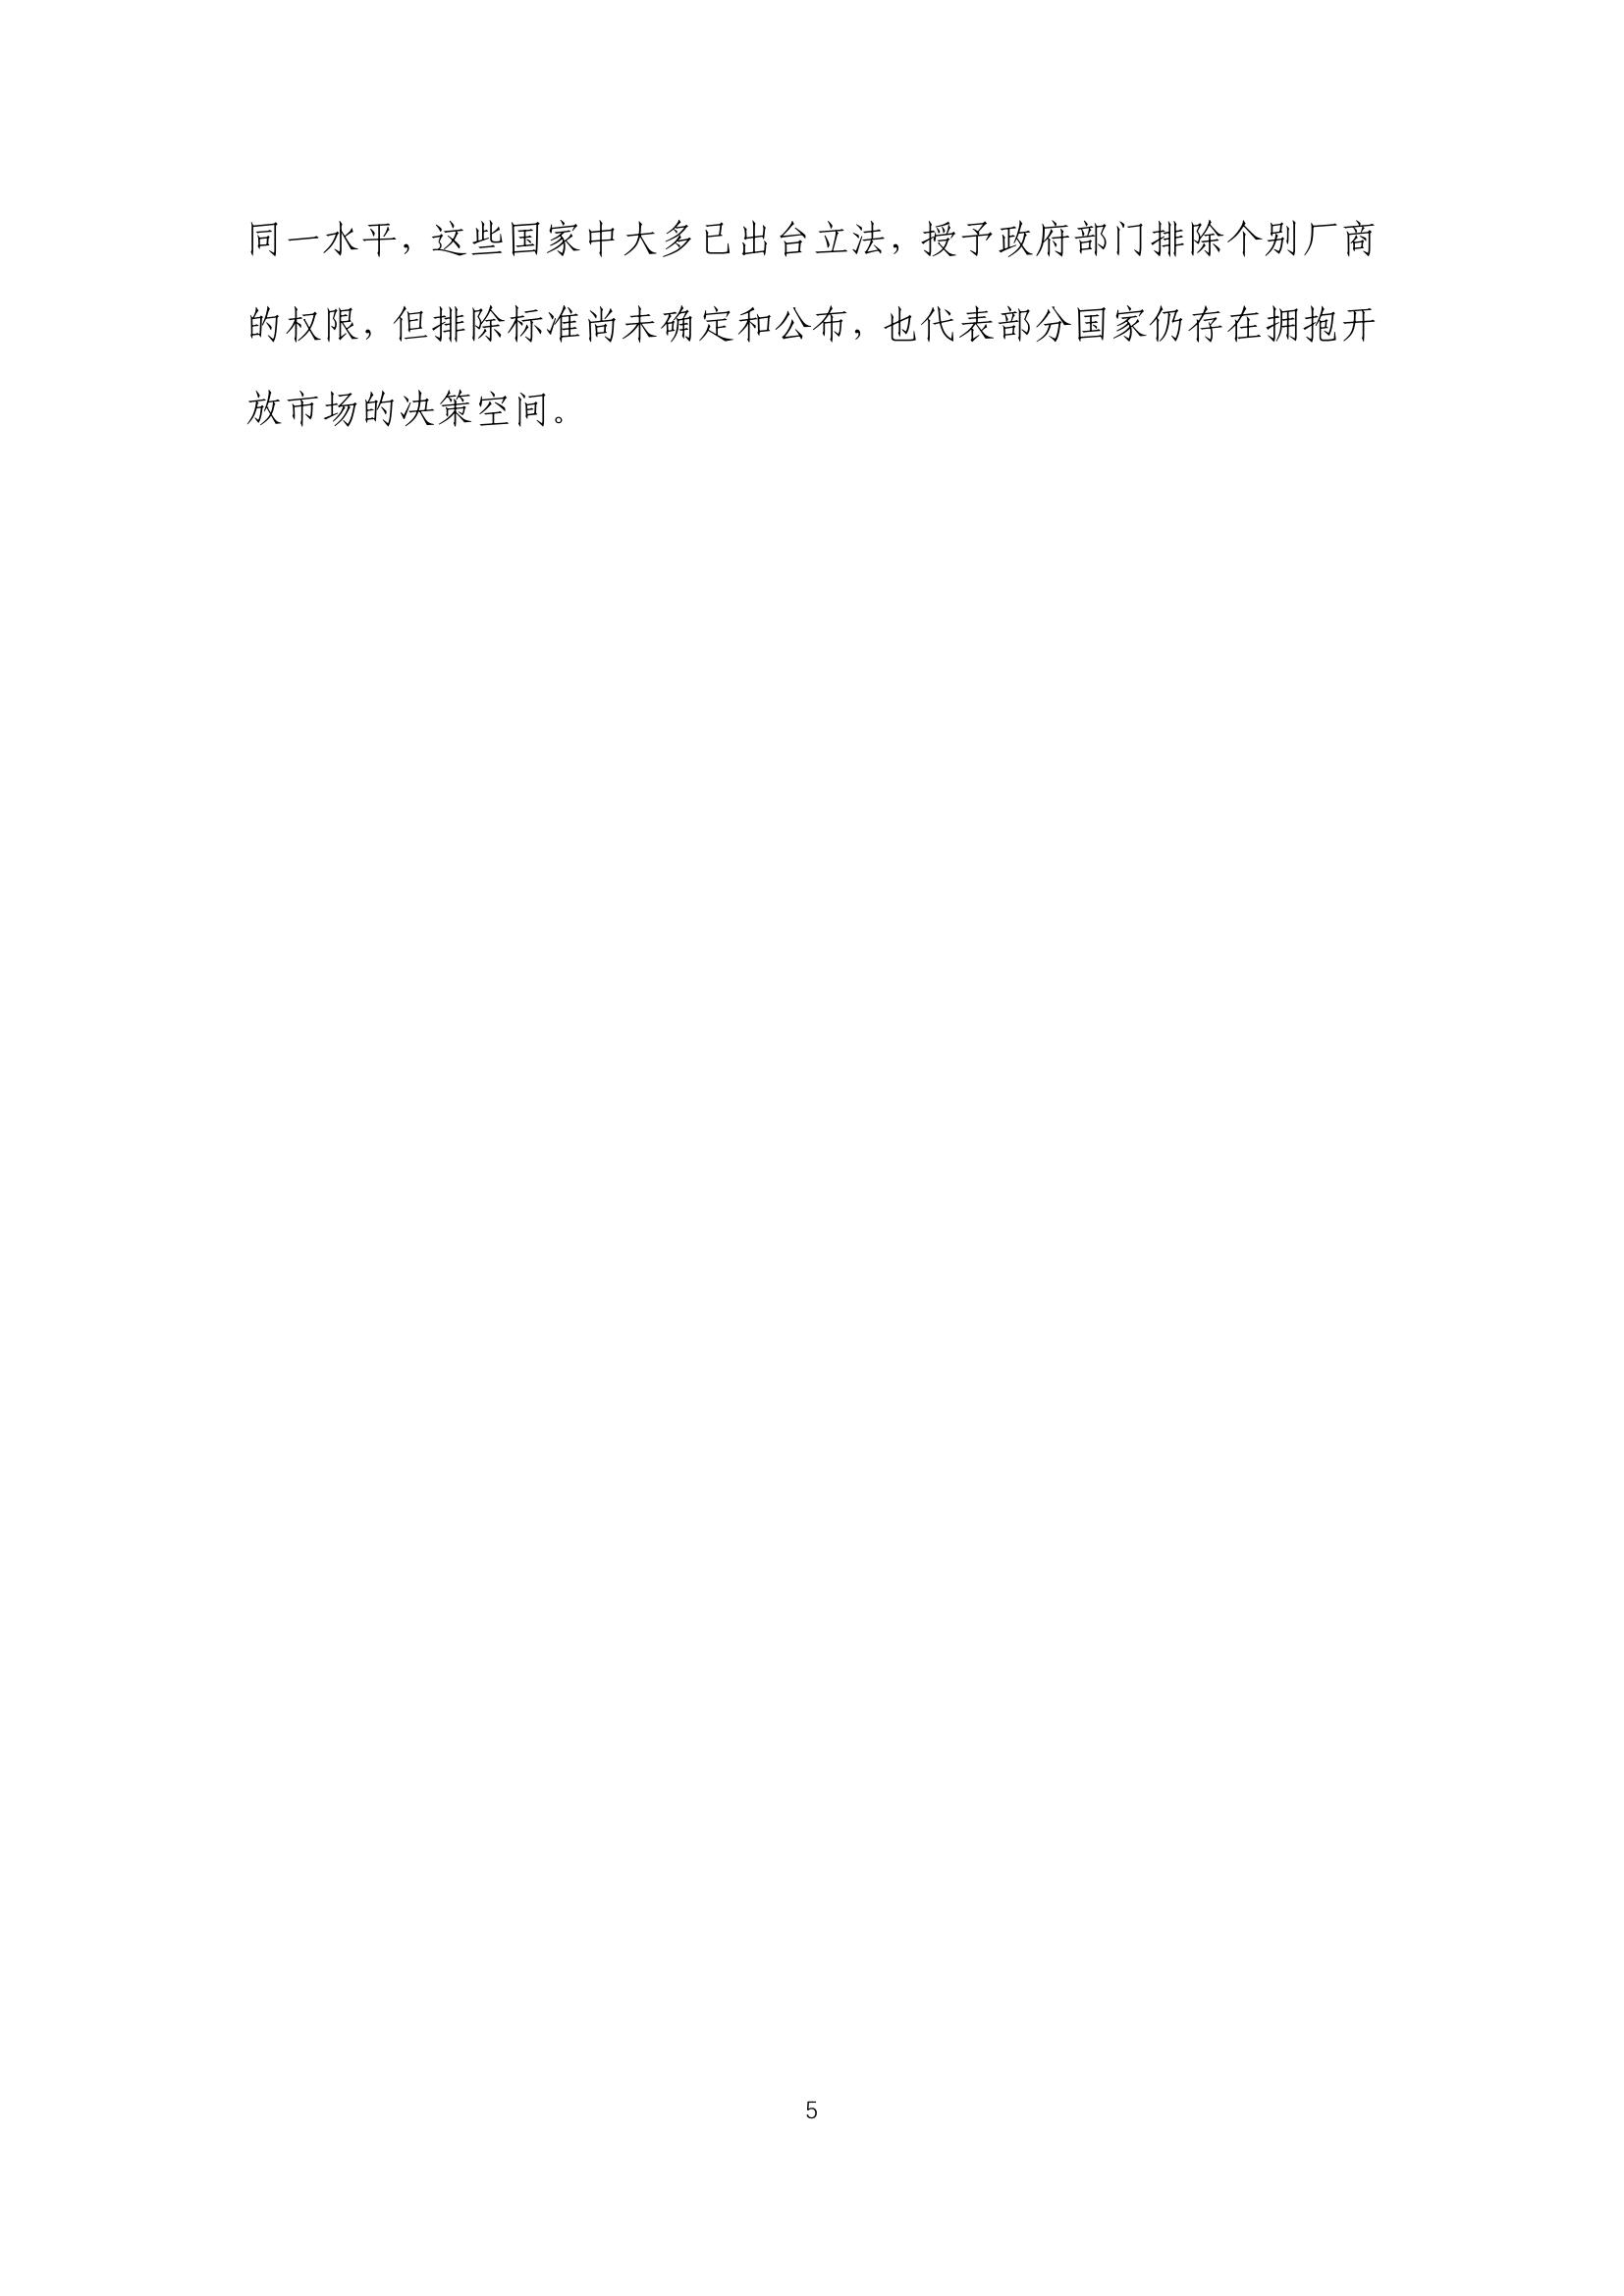 同一水平，这些国家中大多已出台立法，授予政府部门排除个别厂商
的权限，但排除标准尚未确定和公布，也代表部分国家仍存在拥抱开
放市场的决策空间。
5